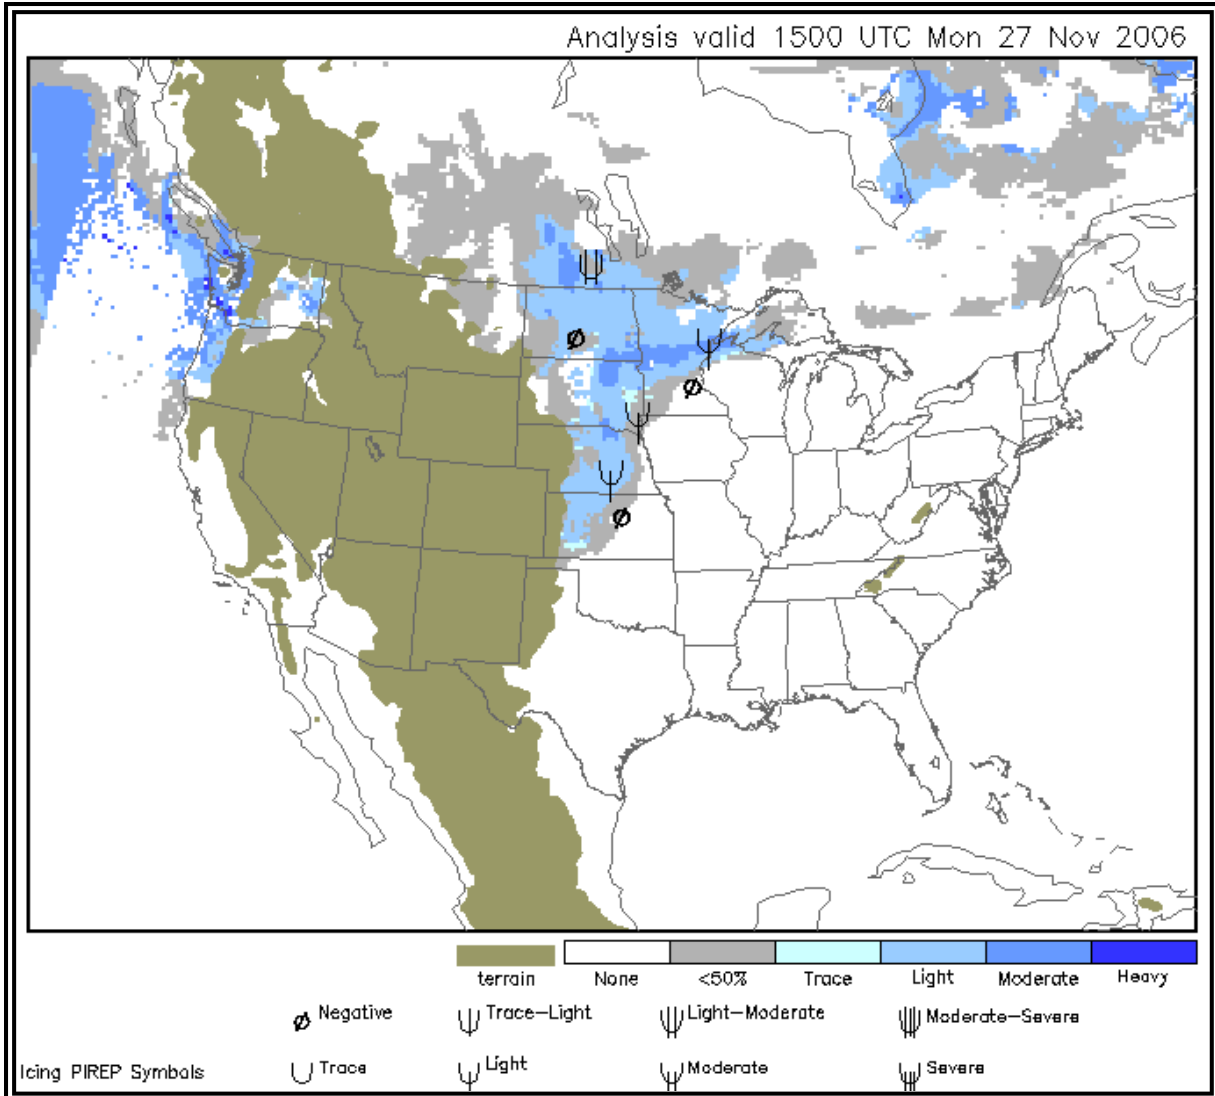 Analysis valid 1500 UTC Mon 27 Nov 2006
terrain None <50% Trace Light Moderate Heavy
Negative Trace-Light Light-Moderate Moderate-Severe
Icing PIREP Symbols Trace Light Moderate Severe